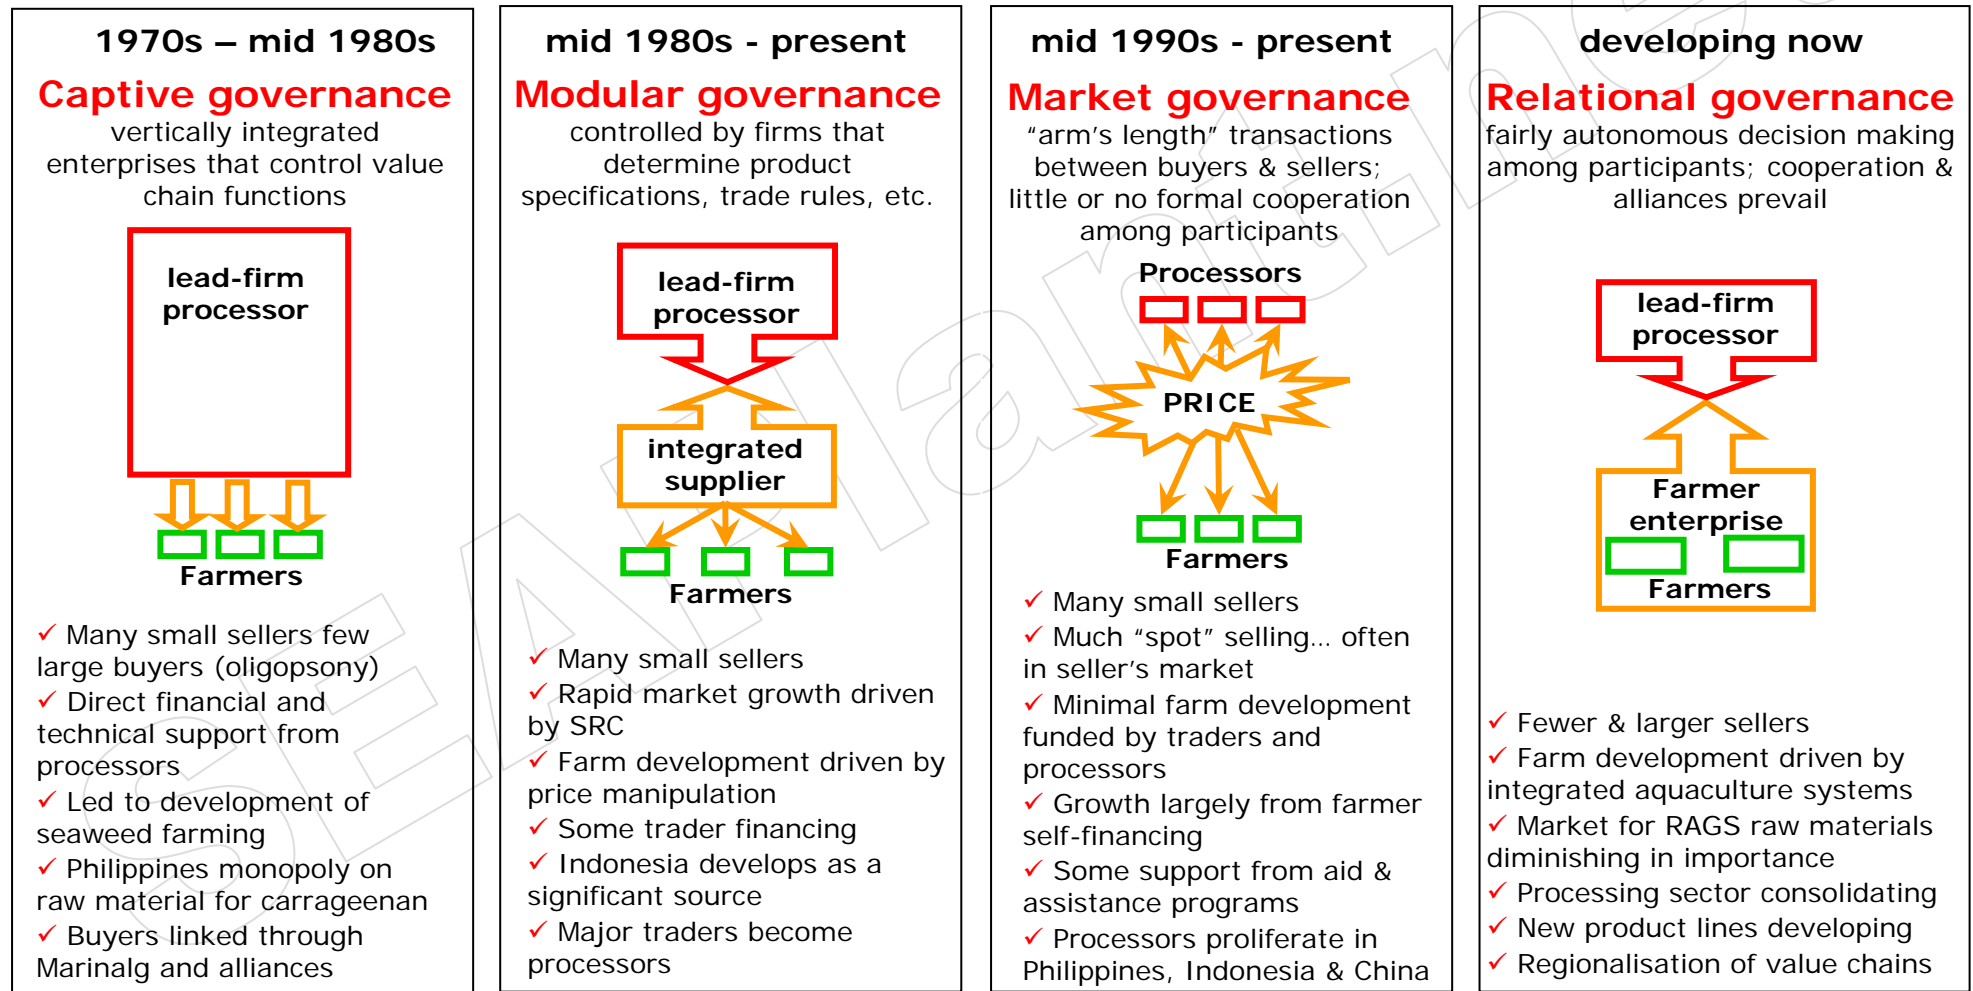 1970s – mid 1980s
Captive governance
vertically integrated
enterprises that control value
chain functions
lead-firm
processor
Farmers
✓ Many small sellers few
large buyers (oligopsony)
✓ Direct financial and
technical support from
processors
✓ Led to development of
seaweed farming
✓ Philippines monopoly on
raw material for carrageenan
✓ Buyers linked through
Marinalg and alliances
mid 1980s - present
Modular governance
controlled by firms that
determine product
specifications, trade rules, etc.
lead-firm
processor
integrated
supplier
Farmers
✓ Many small sellers
✓ Rapid market growth driven
by SRC
✓ Farm development driven by
price manipulation
✓ Some trader financing
✓ Indonesia develops as a
significant source
✓ Major traders become
processors
mid 1990s - present
Market governance
“arm’s length” transactions
between buyers & sellers;
little or no formal cooperation
among participants
Processors
PRICE
Farmers
✓ Many small sellers
✓ Much “spot” selling… often
in seller’s market
✓ Minimal farm development
funded by traders and
processors
✓ Growth largely from farmer
self-financing
✓ Some support from aid &
assistance programs
✓ Processors proliferate in
Philippines, Indonesia & China
developing now
Relational governance
fairly autonomous decision making
among participants; cooperation &
alliances prevail
lead-firm
processor
Farmer
enterprise
Farmers
✓ Fewer & larger sellers
✓ Farm development driven by
integrated aquaculture systems
✓ Market for RAGS raw materials
diminishing in importance
✓ Processing sector consolidating
✓ New product lines developing
✓ Regionalisation of value chains
SEAPlant.net